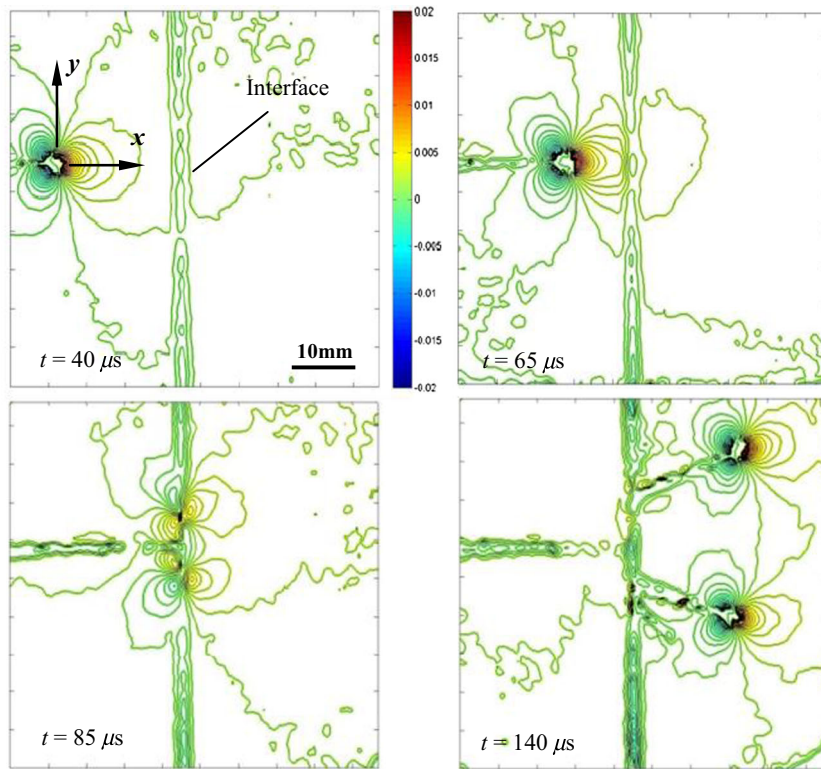 y
x
Interface
t = 40 μs
10mm
0.02
0.015
0.01
0.005
0
-0.005
-0.01
-0.015
-0.02
t = 65 μs
t = 85 μs
t = 140 μs